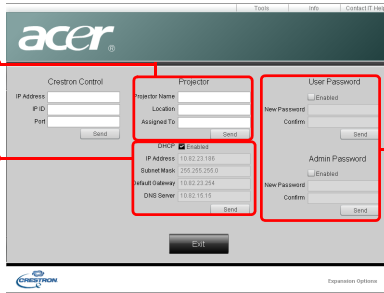 Tools Info Contact IT Help
acer
Crestron Control
IP Address
IP ID
Port
Send
Projector
Projector Name
Location
Assigned To
Send
DHCP Enabled
IP Address 10.82.23.188
Subnet Mask 255.255.255.0
Default Gateway 10.82.23.254
DNS Server 10.82.15.15
Send
User Password
Enabled
New Password
Confirm
Send
Admin Password
Enabled
New Password
Confirm
Send
Exit
CRESTRON
Expansion Options